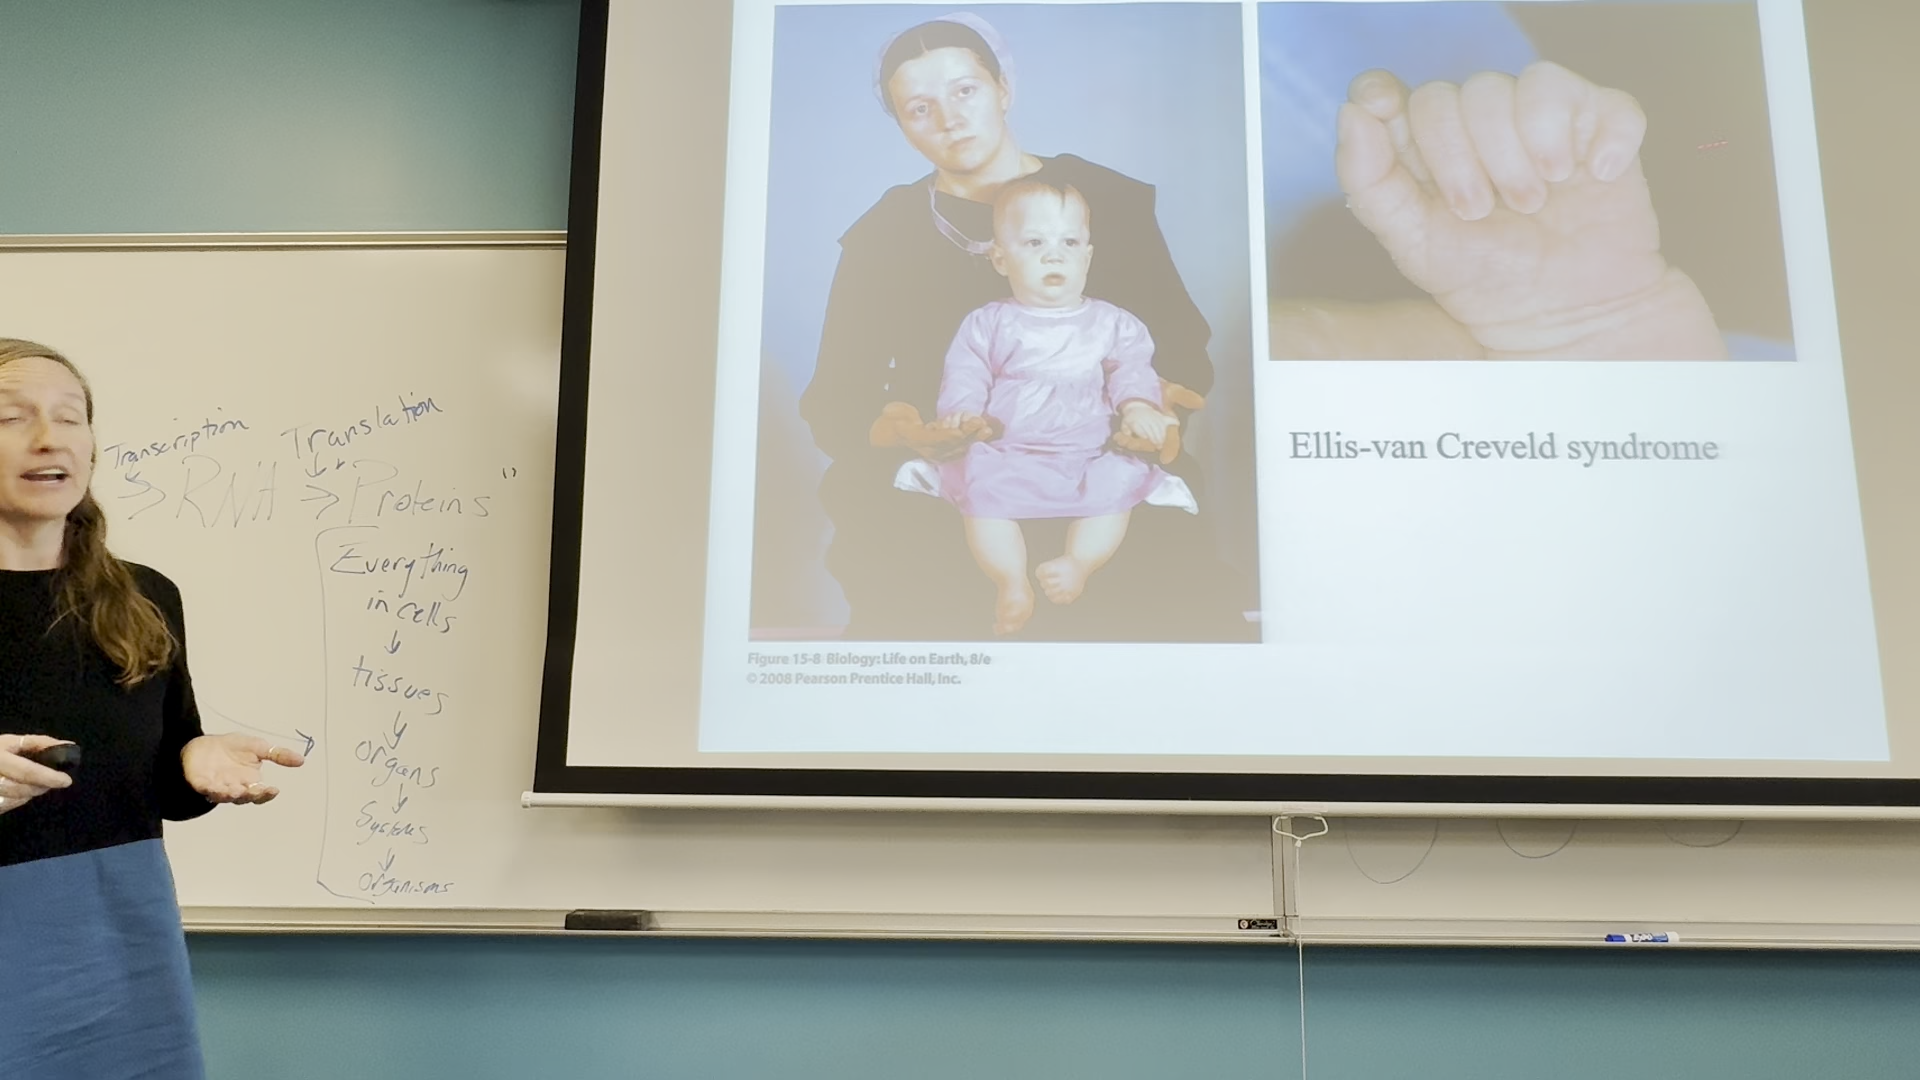 Transcription
Translation
RNA
Proteins"
Everything
in cells
tissues
Organs
Systems
Organisms
Ellis-van Creveld syndrome
Figure 15-8 Biology: Life on Earth, 8/e
© 2008 Pearson Prentice Hall, Inc.